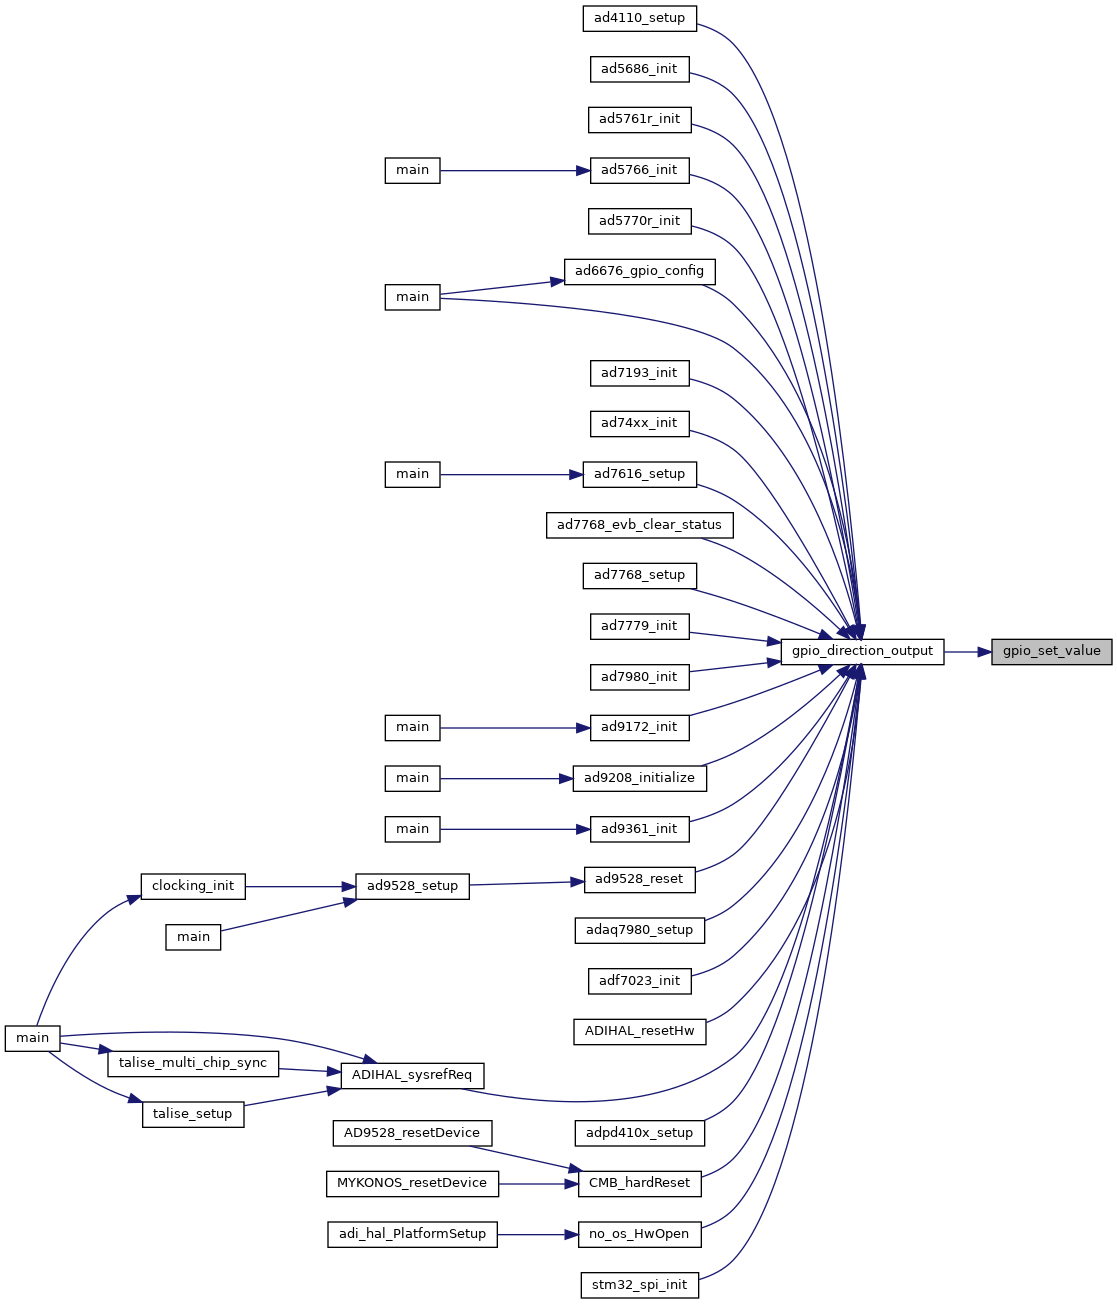 ad4110_setup
ad5686_init
ad5761r_init
main
ad5766_init
ad5770r_init
ad6676_gpio_config
main
ad7193_init
ad74xx_init
main
ad7616_setup
ad7768_evb_clear_status
ad7768_setup
ad7779_init
gpio_direction_output
gpio_set_value
ad7980_init
main
ad9172_init
main
ad9208_initialize
main
ad9361_init
clocking_init
ad9528_setup
ad9528_reset
main
adaq7980_setup
adf7023_init
main
ADIHAL_resetHw
talise_multi_chip_sync
ADIHAL_sysrefReq
talise_setup
AD9528_resetDevice
adpd410x_setup
MYKONOS_resetDevice
CMB_hardReset
adi_hal_PlatformSetup
no_os_HwOpen
stm32_spi_init